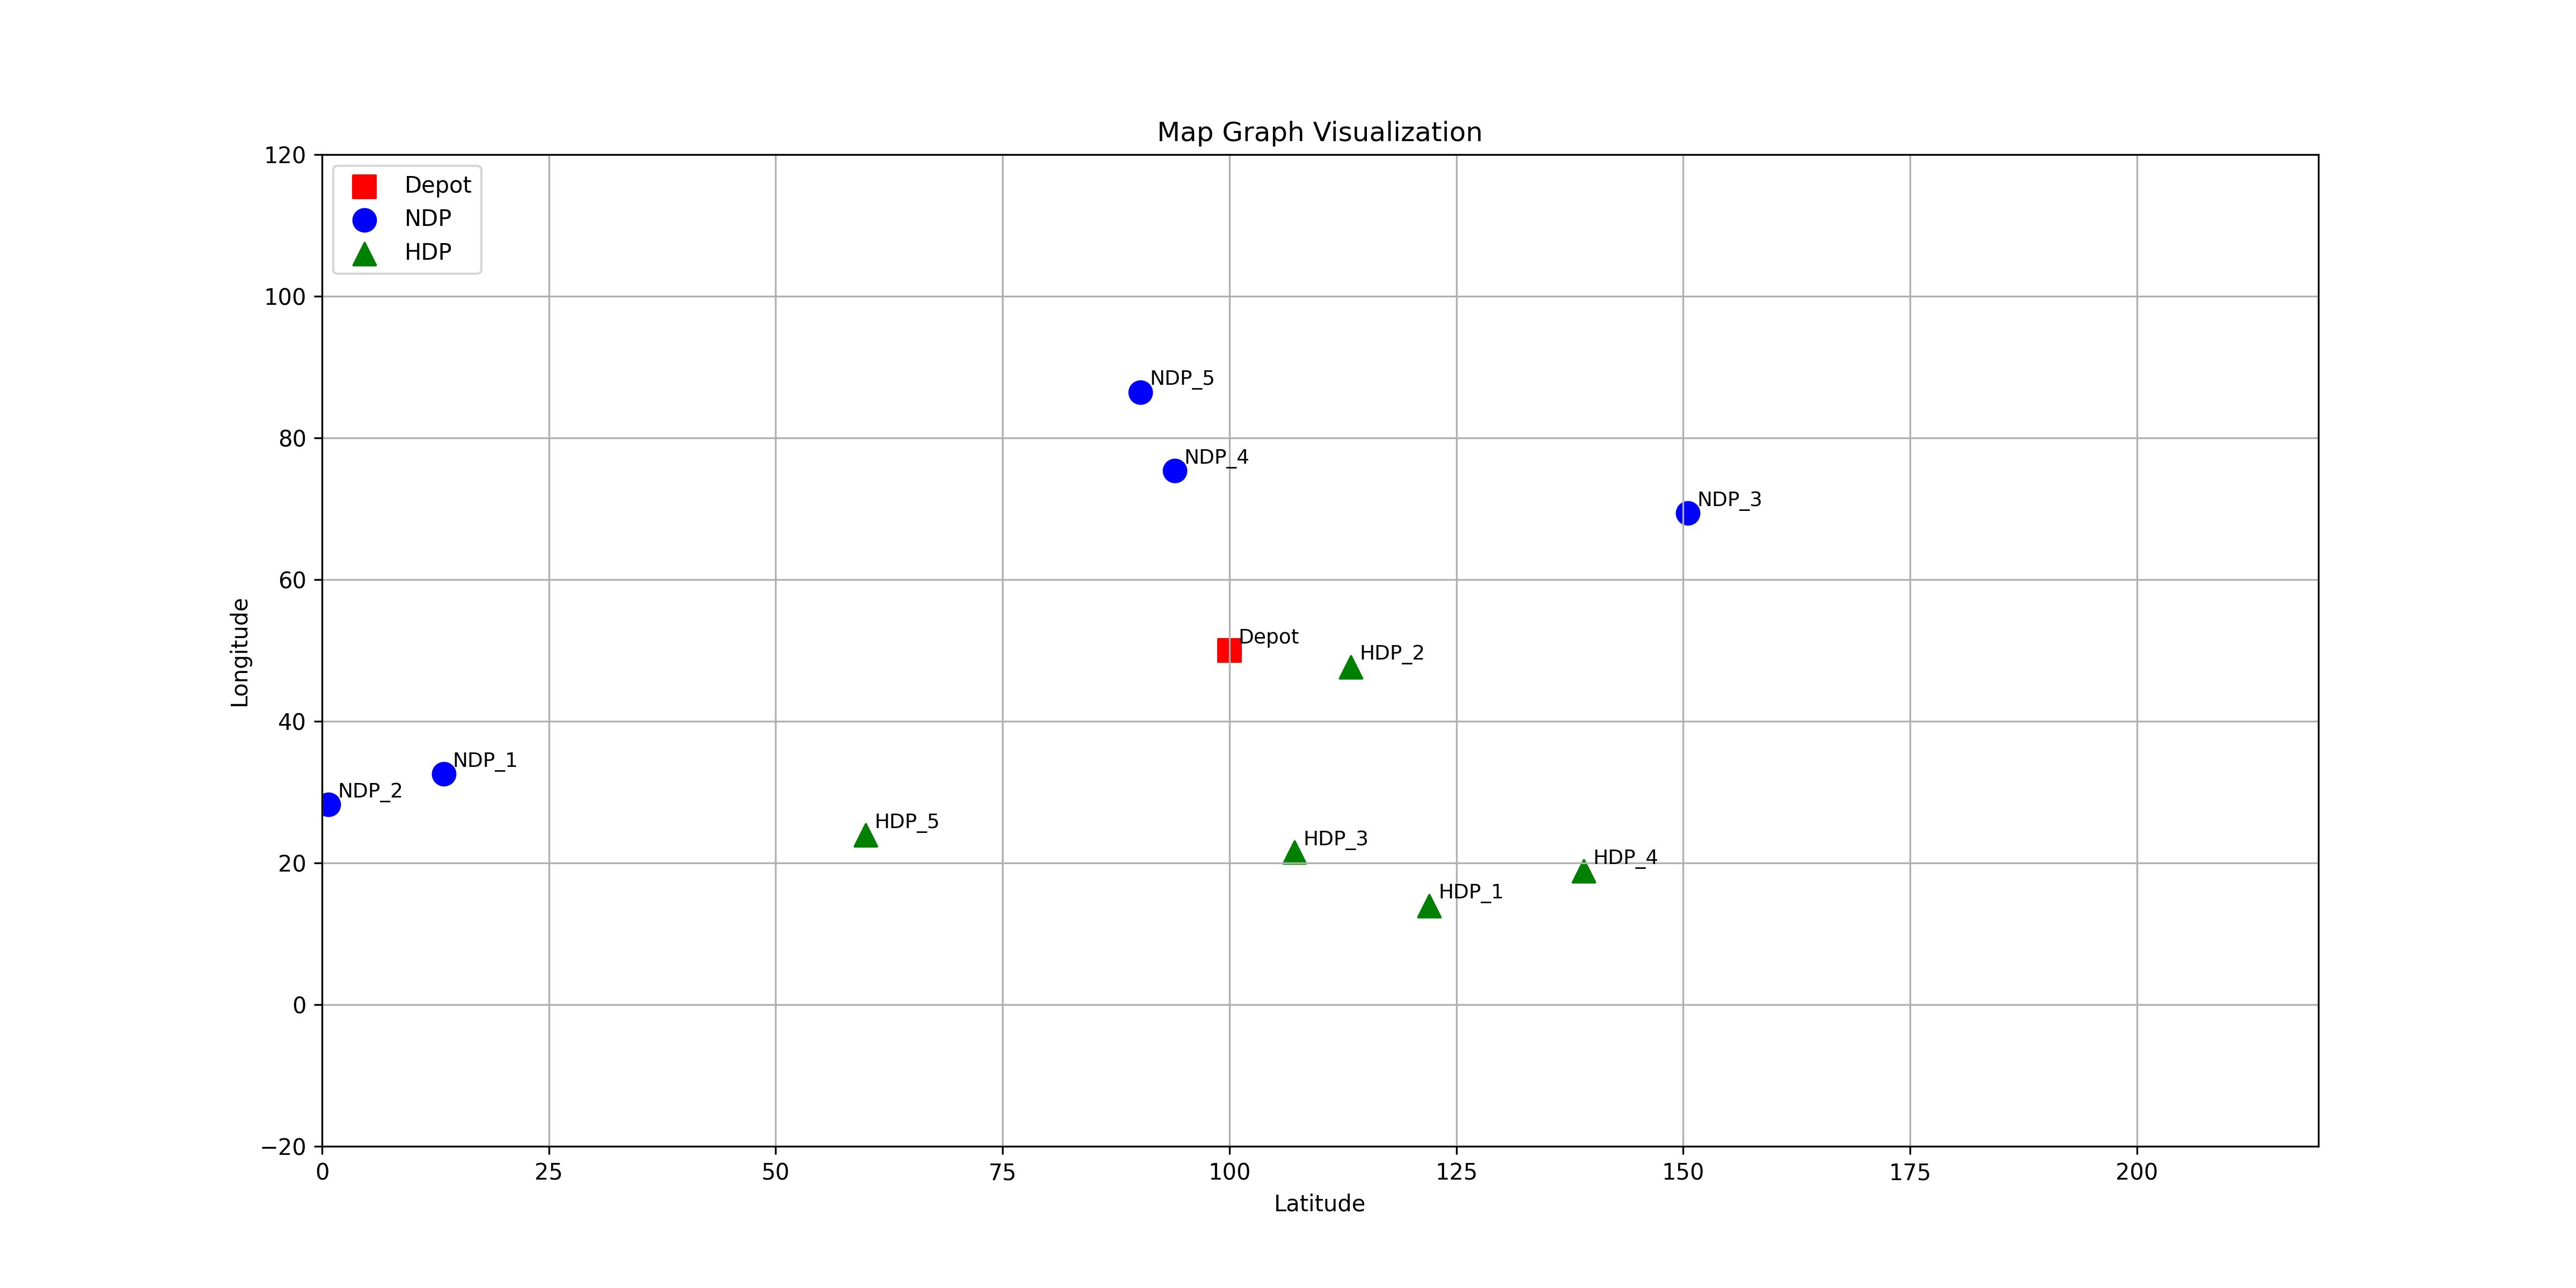 Map Graph Visualization
120
100
80
60
40
20
0
−20
Longitude
Depot
NDP
HDP
NDP_5
NDP_4
NDP_3
Depot
HDP_2
NDP_1
NDP_2
HDP_5
HDP_3
HDP_4
HDP_1
0 25 50 75 100 125 150 175 200
Latitude